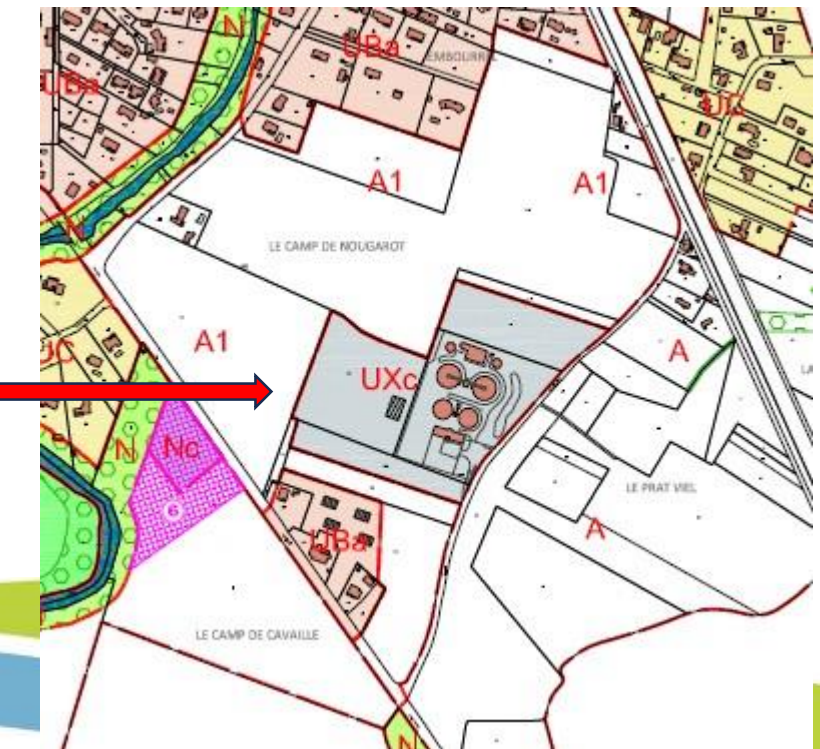 N
UBa
EMBOURREL
UBa
UC
A1
A1
N
LE CAMP DE NOUGAROT
A1
A
UC
UXc
N
Nc
LE PRAT VIEL
6
UBa
A
LE CAMP DE CAVAILLE
N